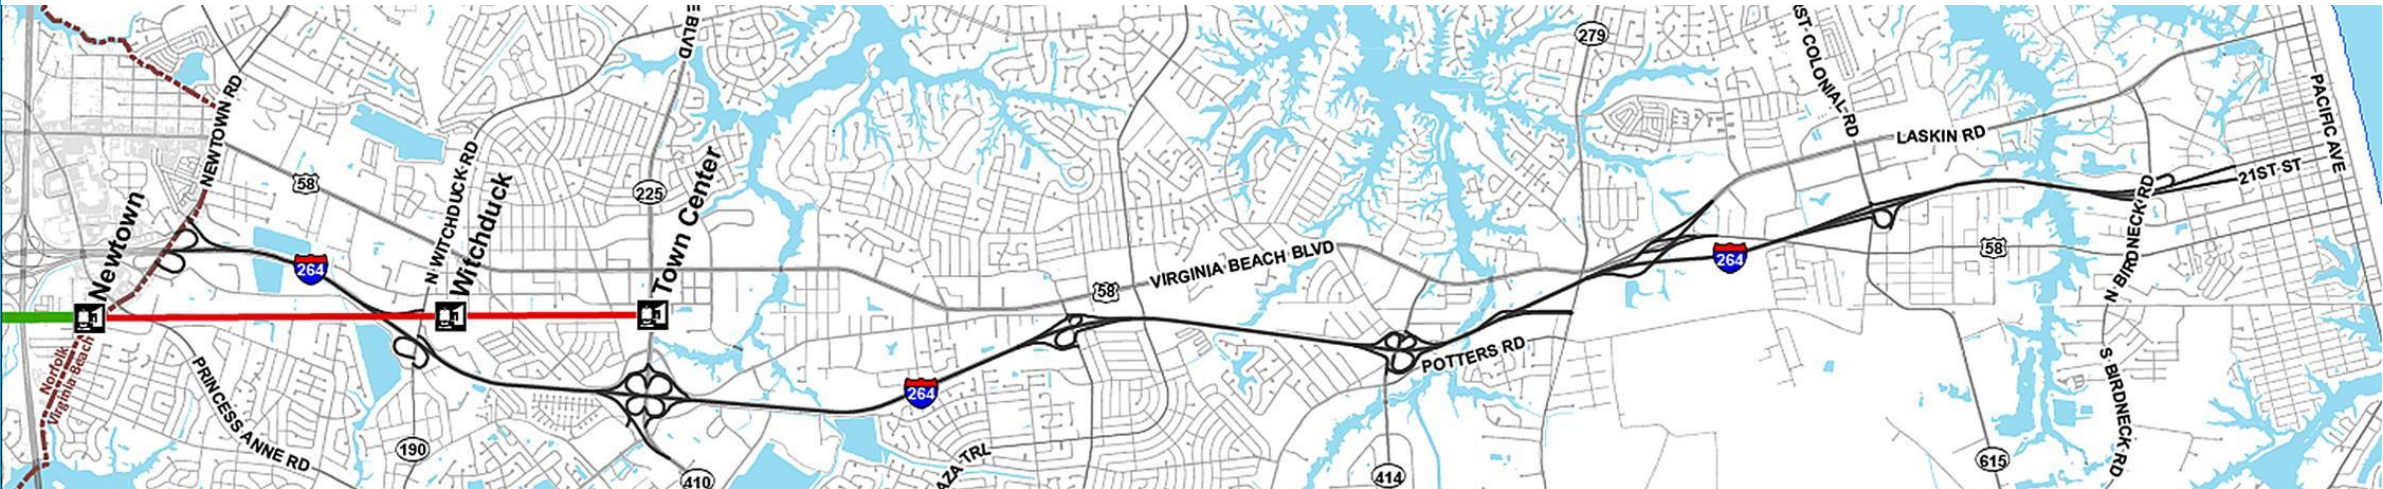 279
BLVD
NEWTOWN RD
COLONIAL RD
PACIFIC AVE
LASKIN RD
58
N WITCHDUCK RD
225
21ST ST
Newtown
Witchduck
Town Center
N BIRDNECK RD
264
VIRGINIA BEACH BLVD
58
264
58
Norfolk
Virginia Beach
PRINCESS ANNE RD
264
POTTERS RD
S BIRDNECK RD
190
410
AZA TRL
414
615